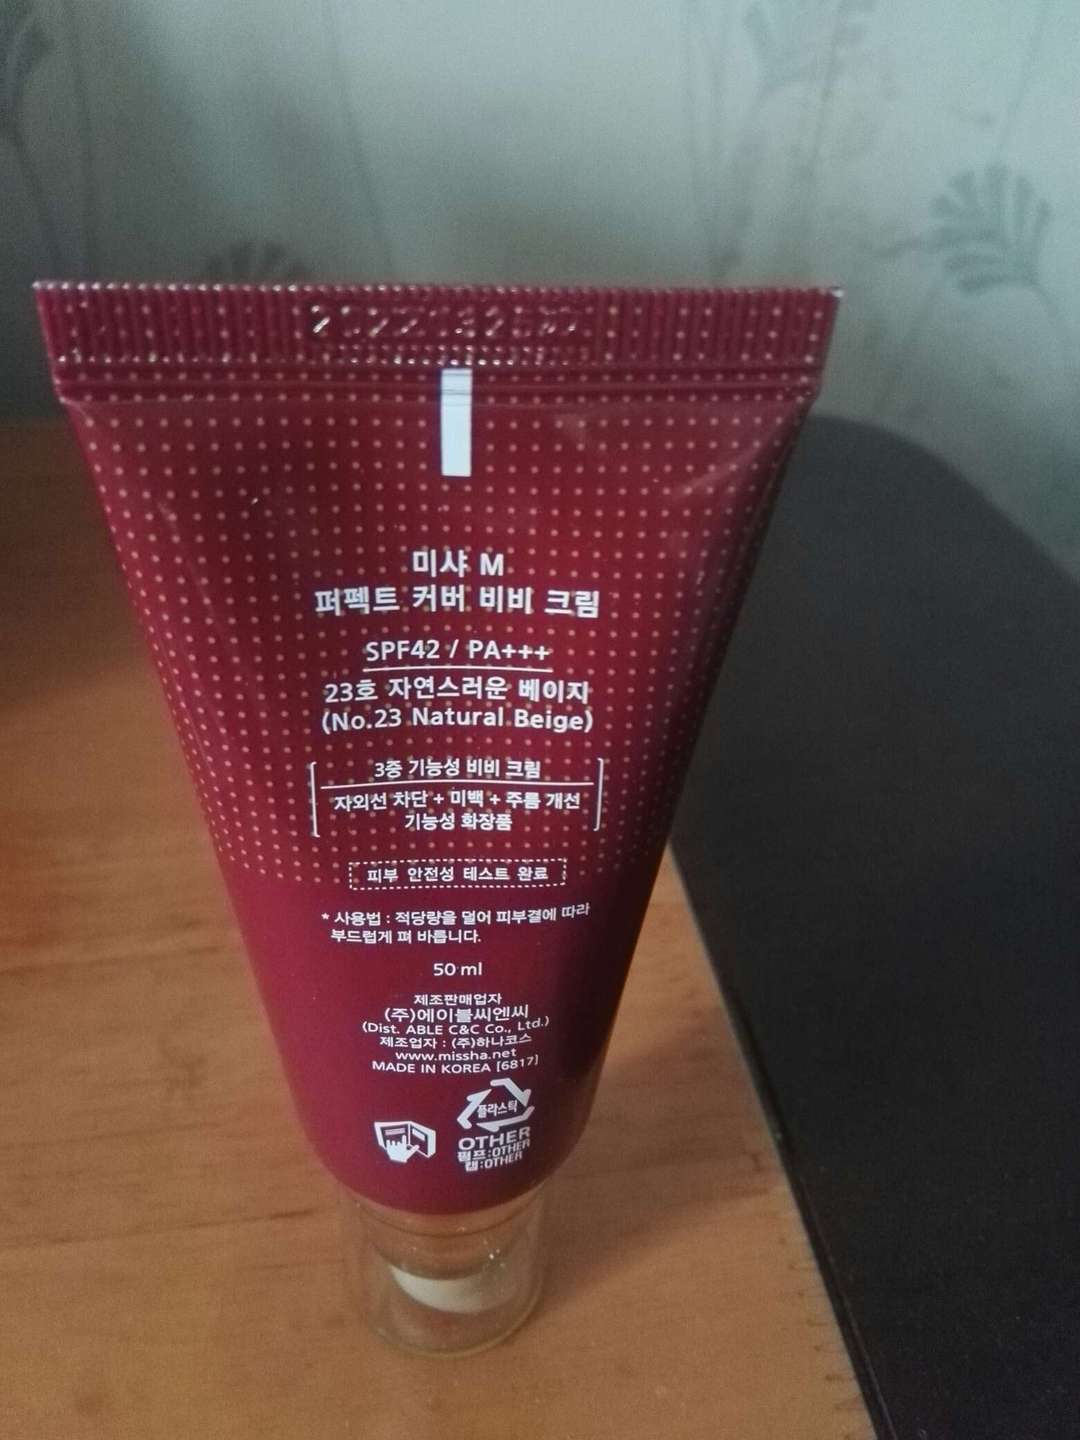 미샤 M
퍼펙트 커버 비비 크림
SPF42 / PA+++
23호 자연스러운 베이지
(No.23 Natural Beige)
3중 기능성 비비 크림
자외선 차단 + 미백 + 주름 개선
기능성 화장품
피부 안전성 테스트 완료
* 사용법 : 적당량을 덜어 피부결에 따라
부드럽게 펴 바릅니다.
50 ml
제조판매업자
(주)에이블씨엔씨
(Dist. ABLE C&C Co., Ltd.)
제조업자 : (주)하나코스
www.missha.net
MADE IN KOREA [6817]
플라스틱
OTHER
펌프:OTHER
캡:OTHER